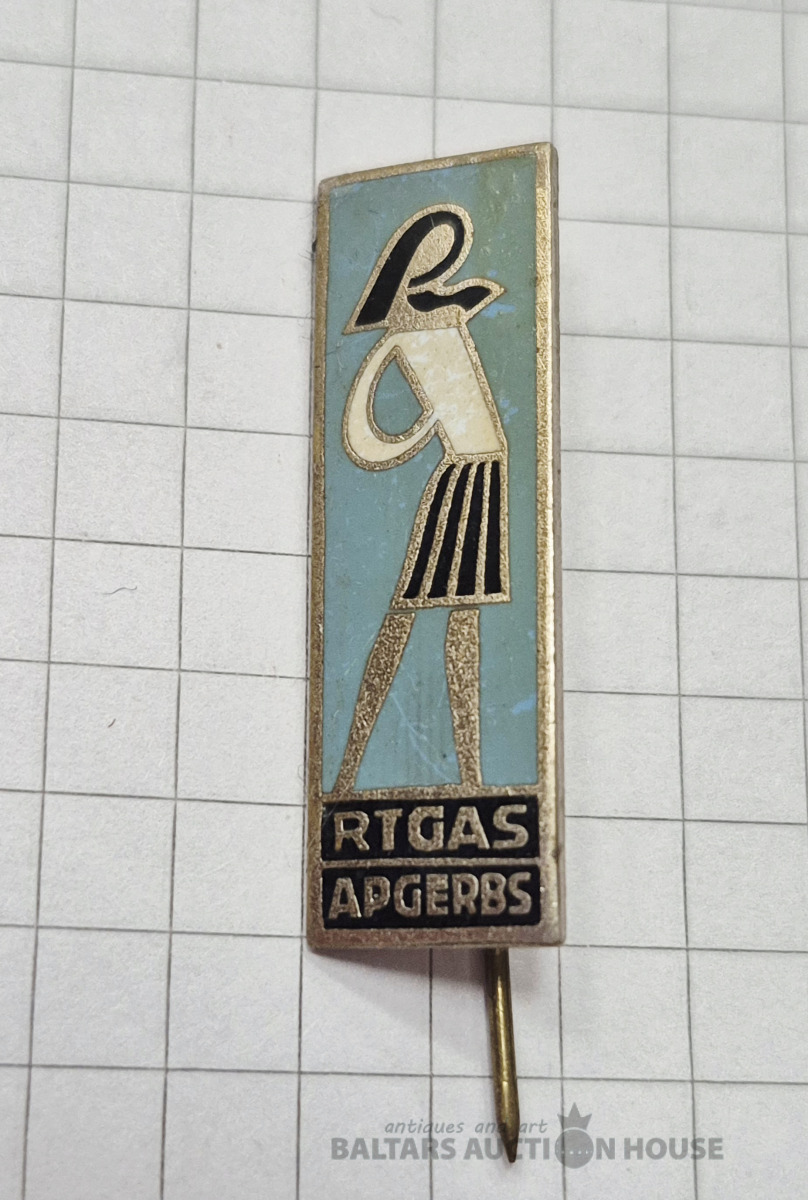 RĪGAS
APGERBS
antiques and art
BALTARS AUCTION HOUSE